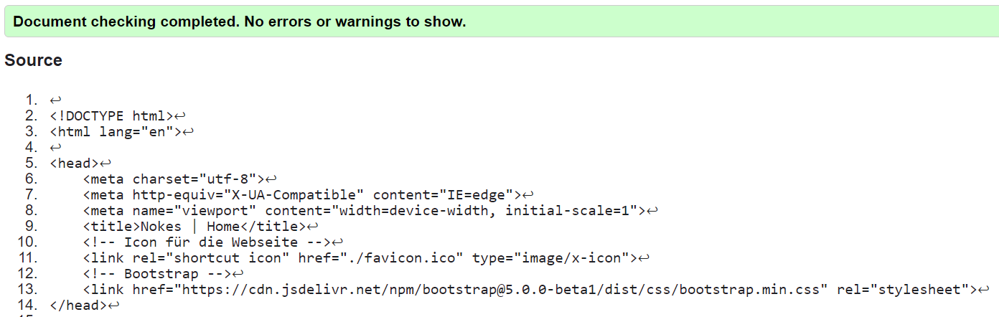 Document checking completed. No errors or warnings to show.
Source
1. ↩
2. <!DOCTYPE html>↩
3. <html lang="en">↩
4. ↩
5. <head>↩
6.     <meta charset="utf-8">↩
7.     <meta http-equiv="X-UA-Compatible" content="IE=edge">↩
8.     <meta name="viewport" content="width=device-width, initial-scale=1">↩
9.     <title>Nokes | Home</title>↩
10.     <!-- Icon für die Webseite -->↩
11.     <link rel="shortcut icon" href="./favicon.ico" type="image/x-icon">↩
12.     <!-- Bootstrap -->↩
13.     <link href="https://cdn.jsdelivr.net/npm/bootstrap@5.0.0-beta1/dist/css/bootstrap.min.css" rel="stylesheet">↩
14. </head>↩